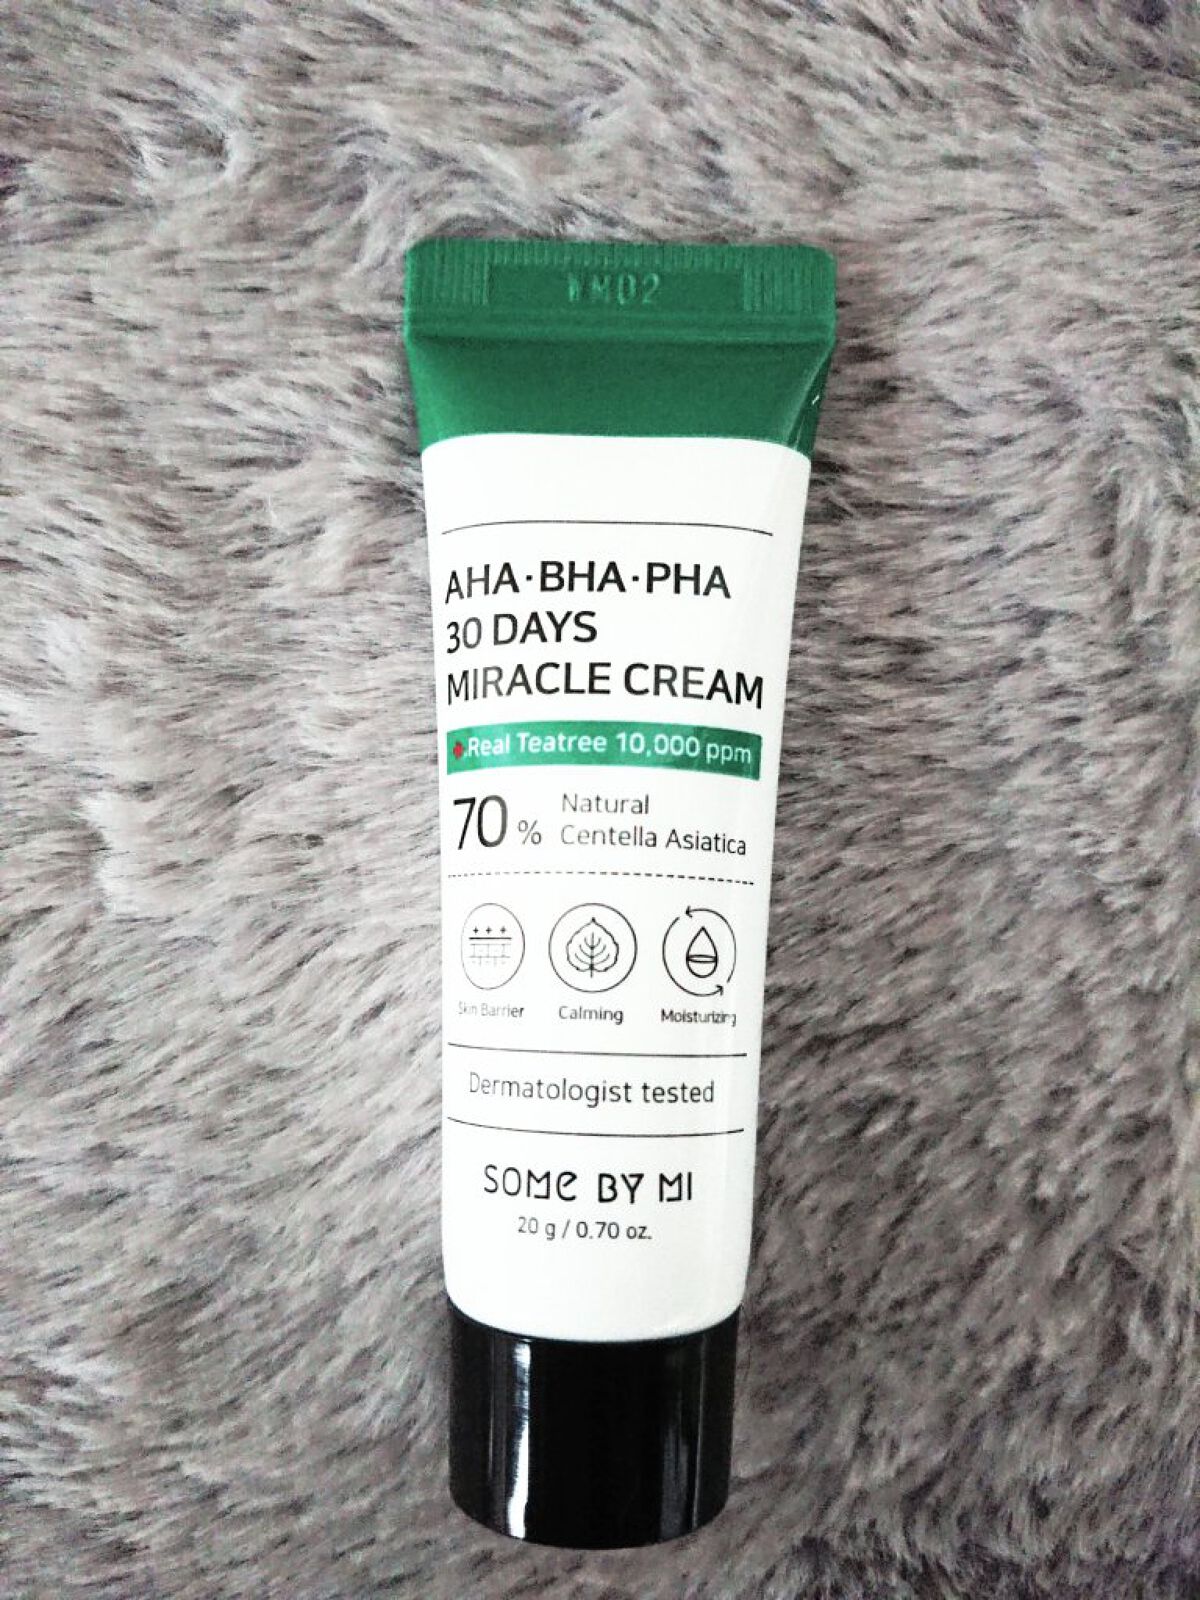 WM02
AHA·BHA·PHA
30 DAYS
MIRACLE CREAM
Real Teatree 10,000 ppm
70 % Natural
Centella Asiatica
Skin Barrier Calming Moisturizing
Dermatologist tested
SOME BY MI
20 g / 0.70 oz.